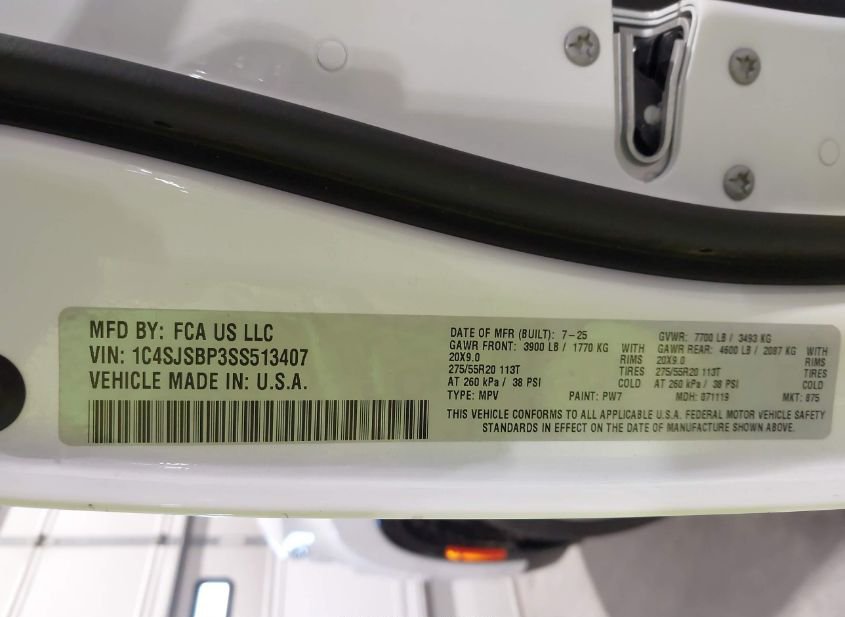 MFD BY: FCA US LLC
VIN: 1C4SJSBP3SS513407
VEHICLE MADE IN: U.S.A.
DATE OF MFR (BUILT): 7-25 GVWR: 7700 LB / 3493 KG
GAWR FRONT: 3900 LB / 1770 KG WITH GAWR REAR: 4600 LB / 2087 KG WITH
20X9.0 RIMS 20X9.0 RIMS
275/55R20 113T TIRES 275/55R20 113T TIRES
AT 260 kPa / 38 PSI COLD AT 260 kPa / 38 PSI COLD
TYPE: MPV PAINT: PW7 MDH: 071119 MKT: 875
THIS VEHICLE CONFORMS TO ALL APPLICABLE U.S.A. FEDERAL MOTOR VEHICLE SAFETY
STANDARDS IN EFFECT ON THE DATE OF MANUFACTURE SHOWN ABOVE.